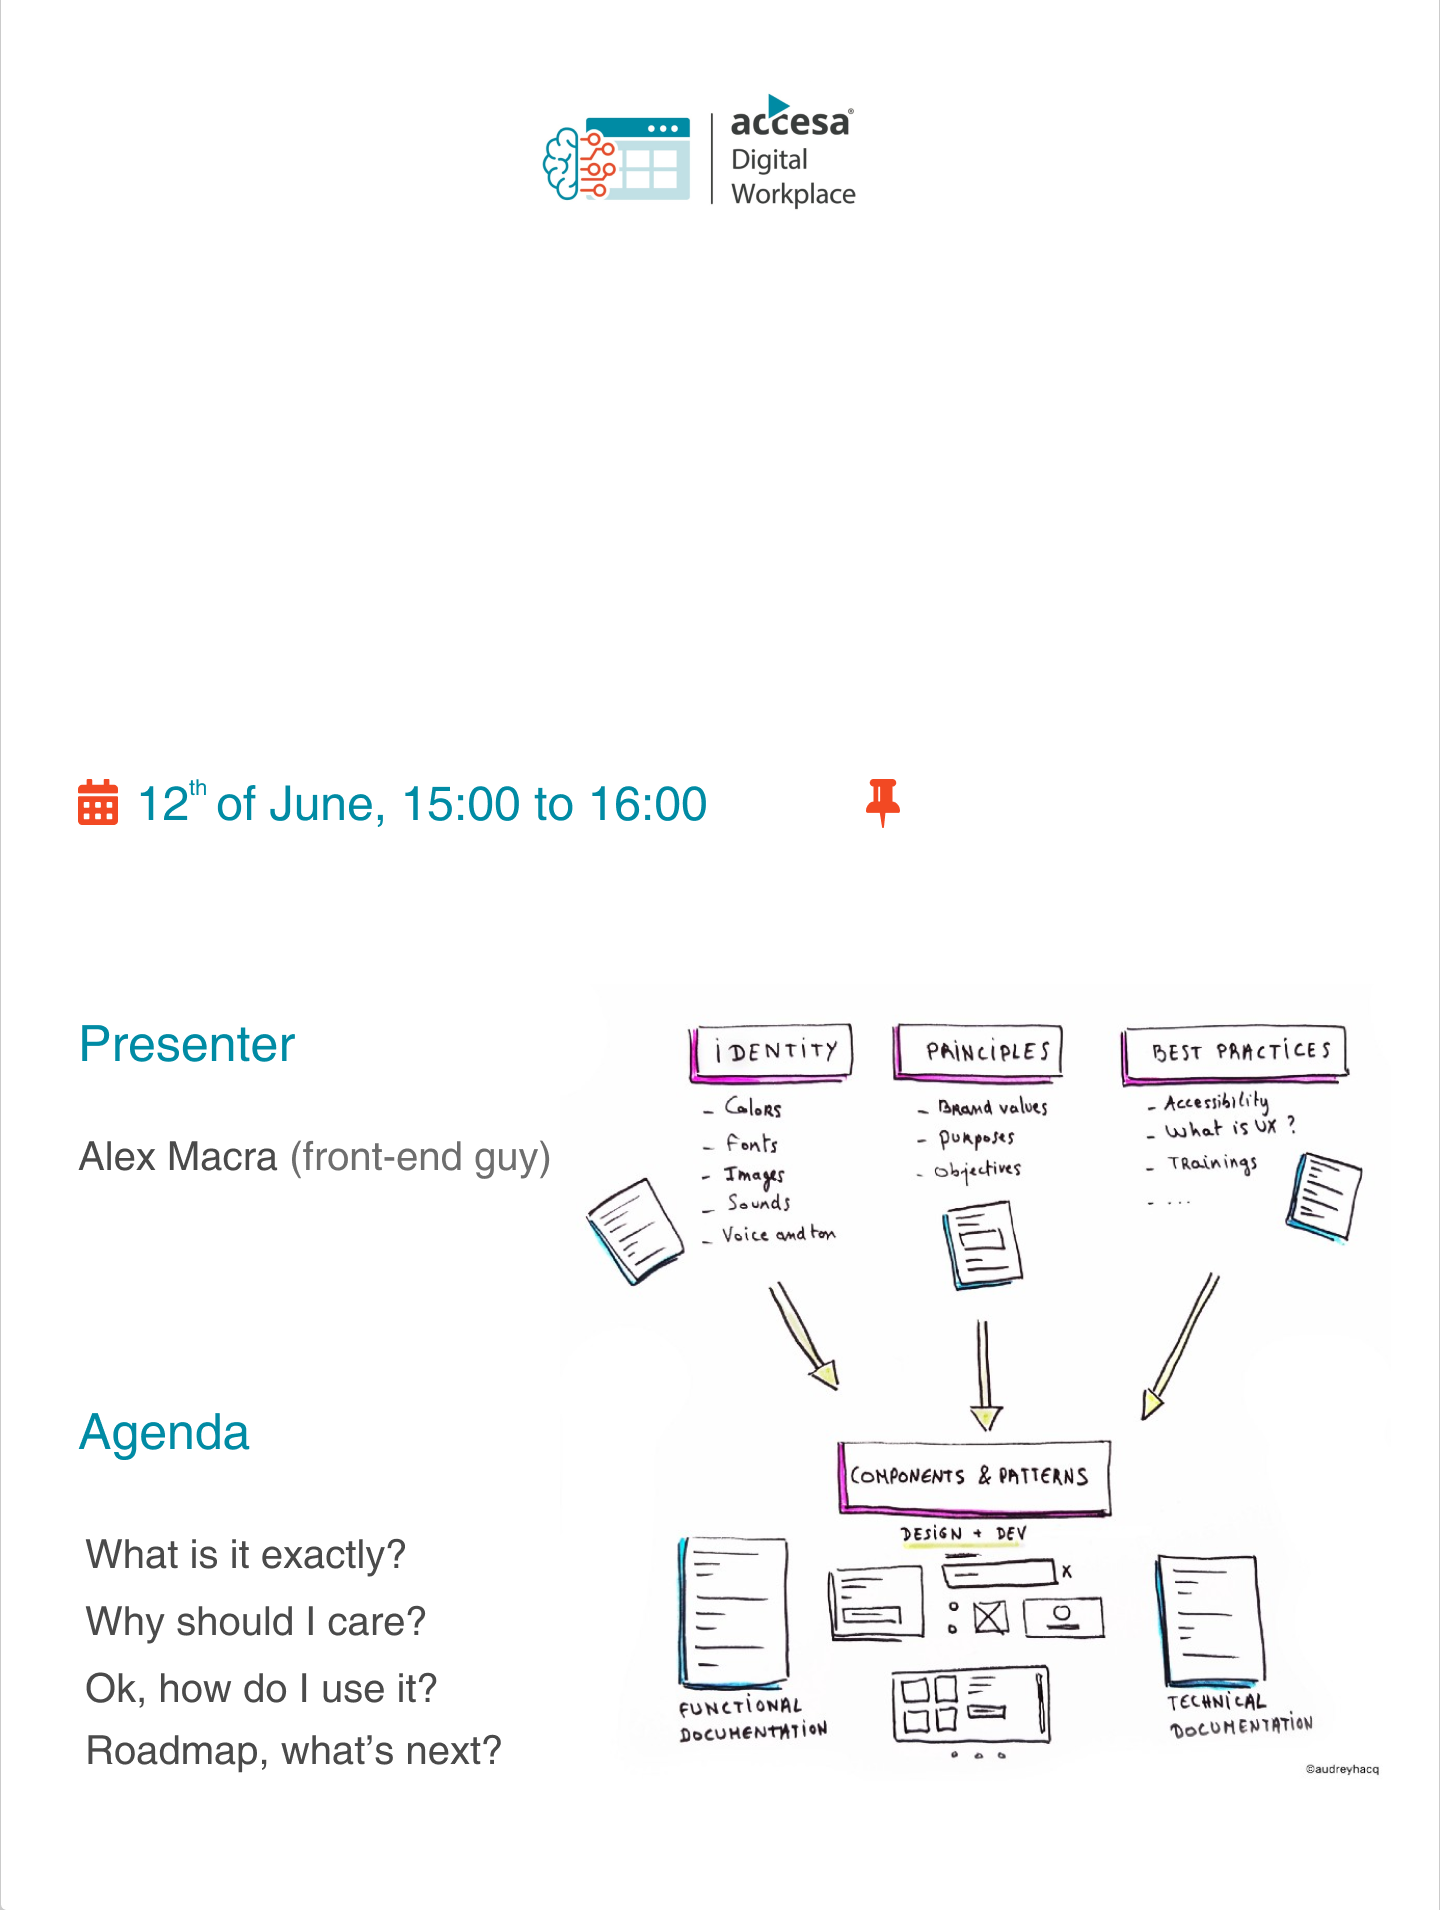 accesa®
Digital
Workplace
12th of June, 15:00 to 16:00
Presenter
Alex Macra (front-end guy)
Agenda
What is it exactly?
Why should I care?
Ok, how do I use it?
Roadmap, what’s next?
iDENTiTY
- Colors
- Fonts
- Images
- Sounds
- Voice and ton
PRiNCiPLES
- Brand values
- purposes
- objectives
BEST PRACTiCES
- Accessibility
- What is UX ?
- TRainings
- ...
COMPONENTS & PATTERNS
DESiGN + DEV
x
FUNCTiONAL
DOCUMENTATiON
TECHNiCAL
DOCUMENTATiON
©audreyhacq